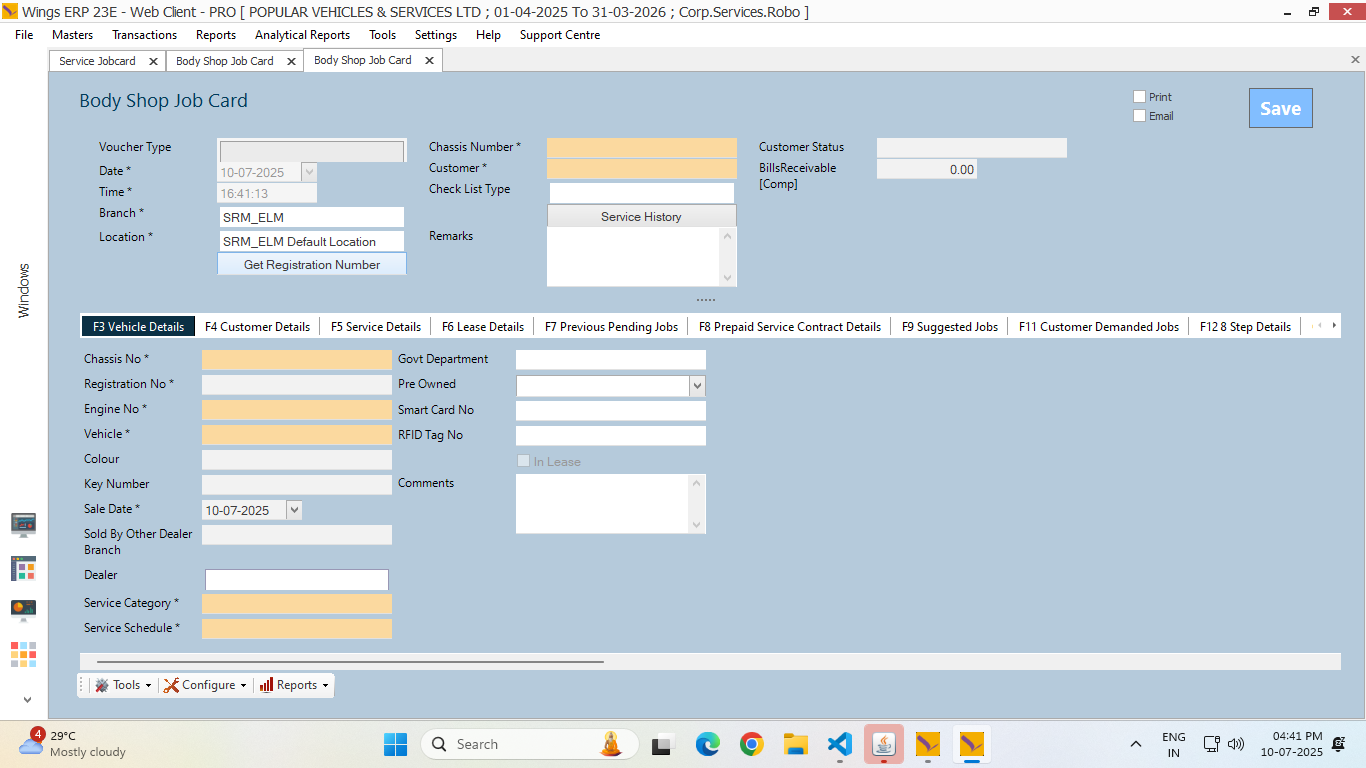 Wings ERP 23E - Web Client - PRO [ POPULAR VEHICLES & SERVICES LTD ; 01-04-2025 To 31-03-2026 ; Corp.Services.Robo ]
File Masters Transactions Reports Analytical Reports Tools Settings Help Support Centre
Service Jobcard Body Shop Job Card Body Shop Job Card
Windows
Body Shop Job Card
Print
Email
Save
Voucher Type
Date * 10-07-2025
Time * 16:41:13
Branch * SRM_ELM
Location * SRM_ELM Default Location
Get Registration Number
Chassis Number *
Customer *
Check List Type
Service History
Remarks
Customer Status
BillsReceivable 0.00
[Comp]
F3 Vehicle Details F4 Customer Details F5 Service Details F6 Lease Details F7 Previous Pending Jobs F8 Prepaid Service Contract Details F9 Suggested Jobs F11 Customer Demanded Jobs F12 8 Step Details
Chassis No *
Registration No *
Engine No *
Vehicle *
Colour
Key Number
Sale Date * 10-07-2025
Sold By Other Dealer
Branch
Dealer
Service Category *
Service Schedule *
Govt Department
Pre Owned
Smart Card No
RFID Tag No
In Lease
Comments
Tools Configure Reports
4
29°C
Mostly cloudy
Search
ENG
IN
04:41 PM
10-07-2025